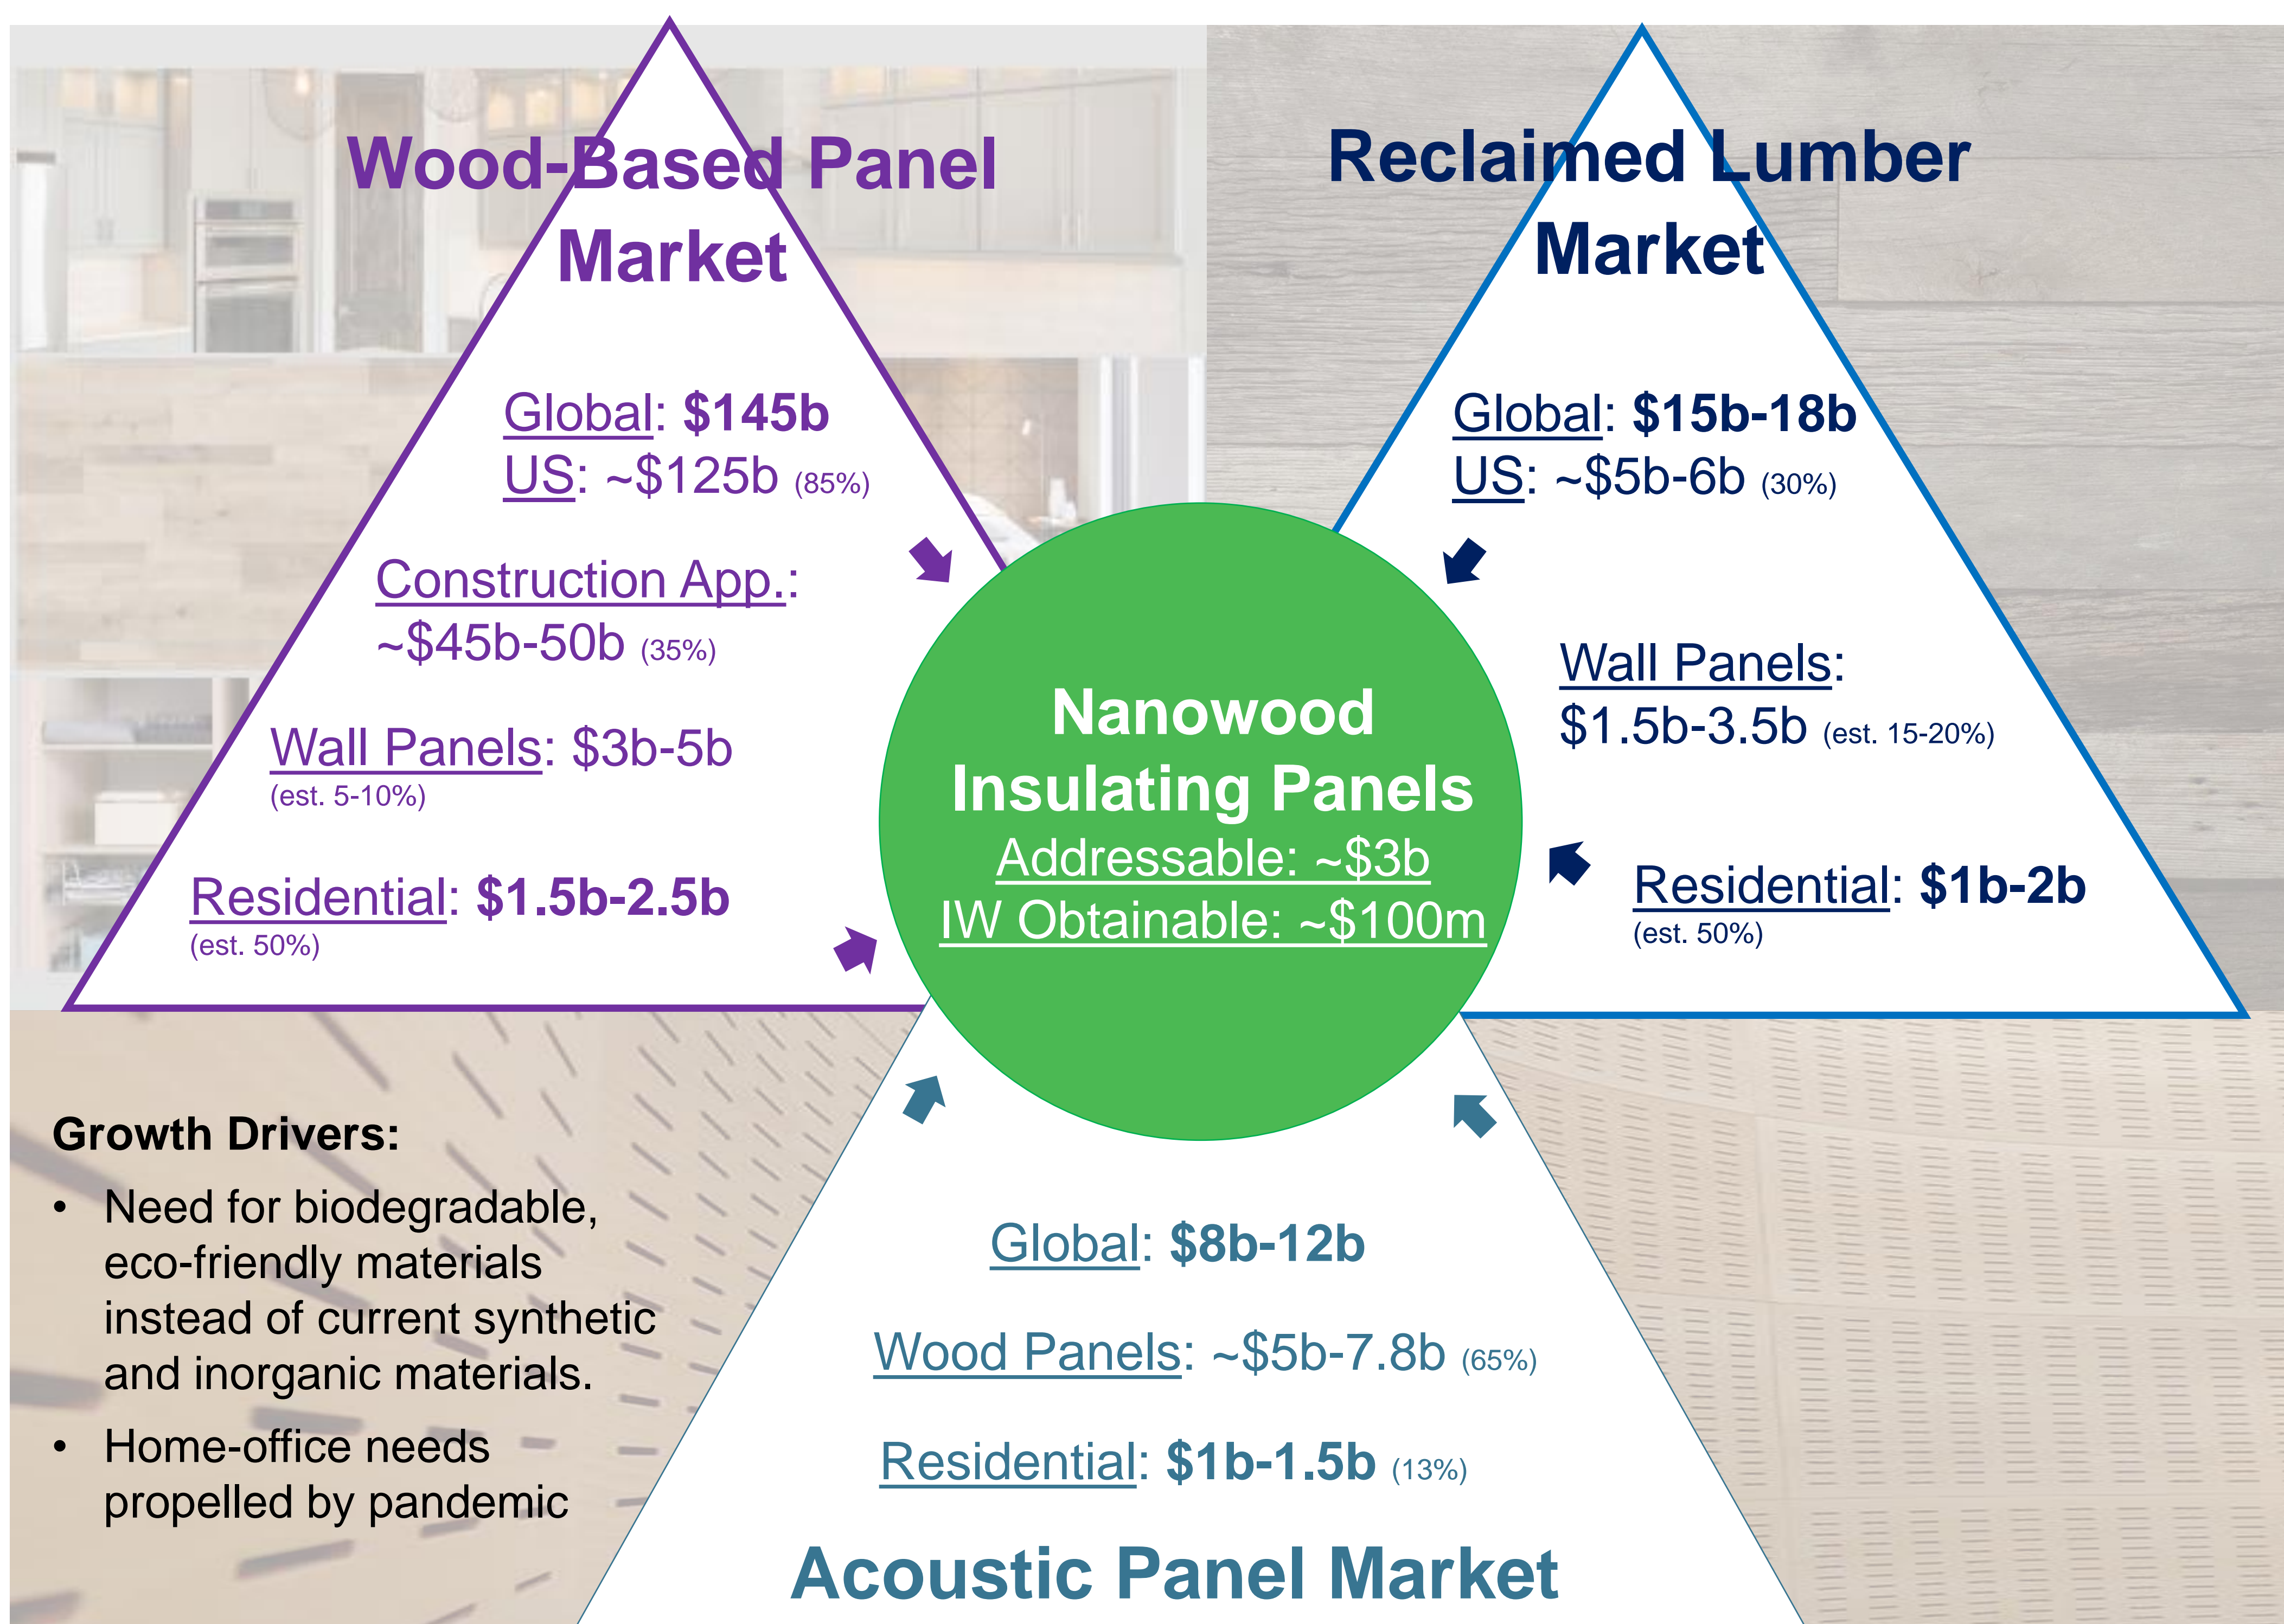 Wood-Based Panel
Market
Global: $145b
US: ~$125b (85%)
Construction App.:
~$45b-50b (35%)
Wall Panels: $3b-5b
(est. 5-10%)
Residential: $1.5b-2.5b
(est. 50%)
Reclaimed Lumber
Market
Global: $15b-18b
US: ~$5b-6b (30%)
Wall Panels:
$1.5b-3.5b (est. 15-20%)
Residential: $1b-2b
(est. 50%)
Nanowood
Insulating Panels
Addressable: ~$3b
IW Obtainable: ~$100m
Growth Drivers:
• Need for biodegradable,
eco-friendly materials
instead of current synthetic
and inorganic materials.
• Home-office needs
propelled by pandemic
Global: $8b-12b
Wood Panels: ~$5b-7.8b (65%)
Residential: $1b-1.5b (13%)
Acoustic Panel Market